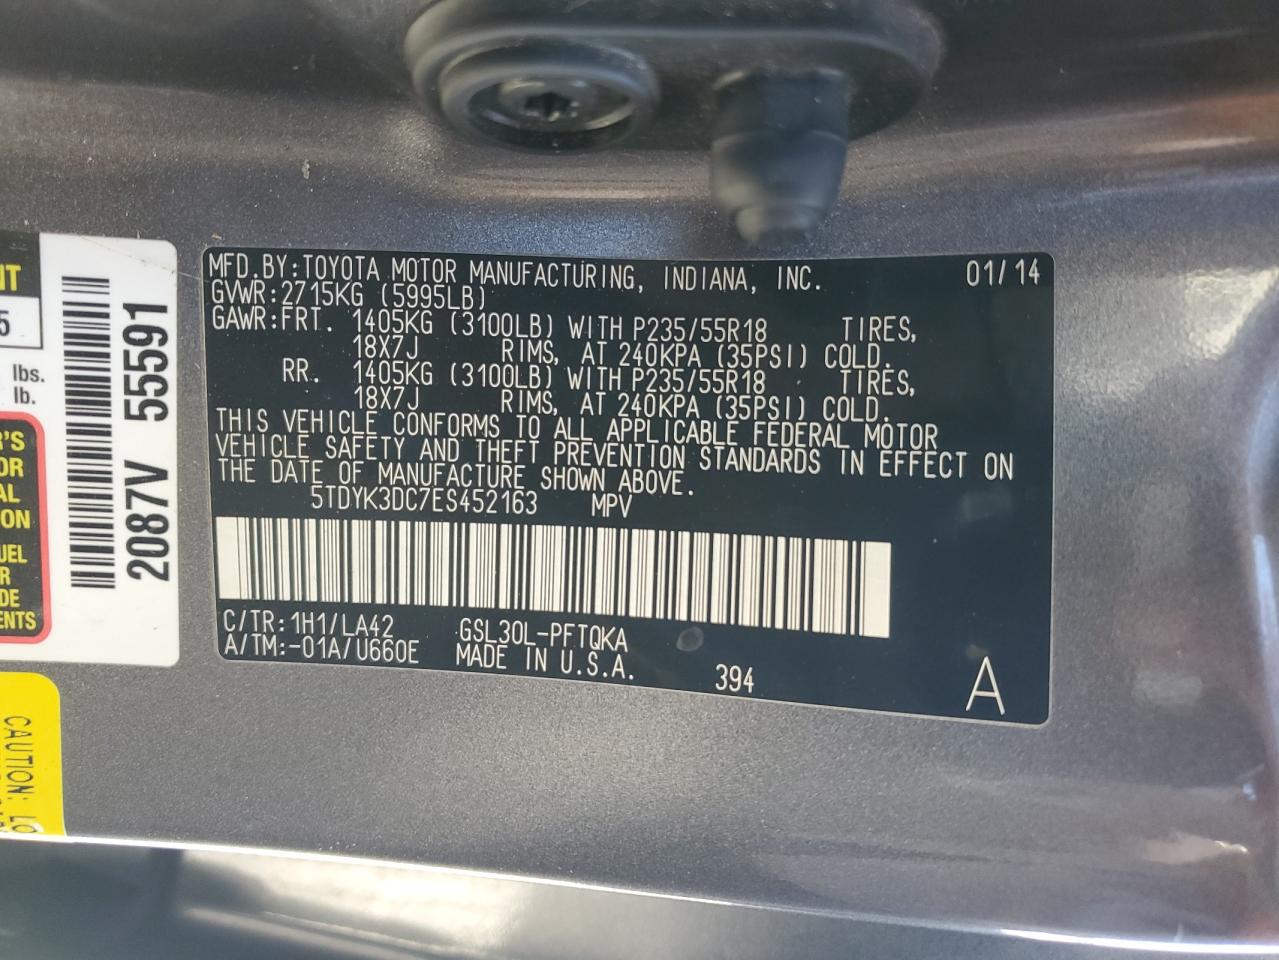 MFD.BY:TOYOTA MOTOR MANUFACTURING, INDIANA, INC. 01/14
GVWR:2715KG (5995LB)
GAWR:FRT. 1405KG (3100LB) WITH P235/55R18 TIRES,
18X7J RIMS, AT 240KPA (35PSI) COLD.
RR. 1405KG (3100LB) WITH P235/55R18 TIRES,
18X7J RIMS, AT 240KPA (35PSI) COLD.
THIS VEHICLE CONFORMS TO ALL APPLICABLE FEDERAL MOTOR
VEHICLE SAFETY AND THEFT PREVENTION STANDARDS IN EFFECT ON
THE DATE OF MANUFACTURE SHOWN ABOVE.
5TDYK3DC7ES452163 MPV
C/TR:1H1/LA42 GSL30L-PFTQKA
A/TM:-01A/U660E MADE IN U.S.A. 394 A
2087V 55591
lbs.
lb.
CAUTION: